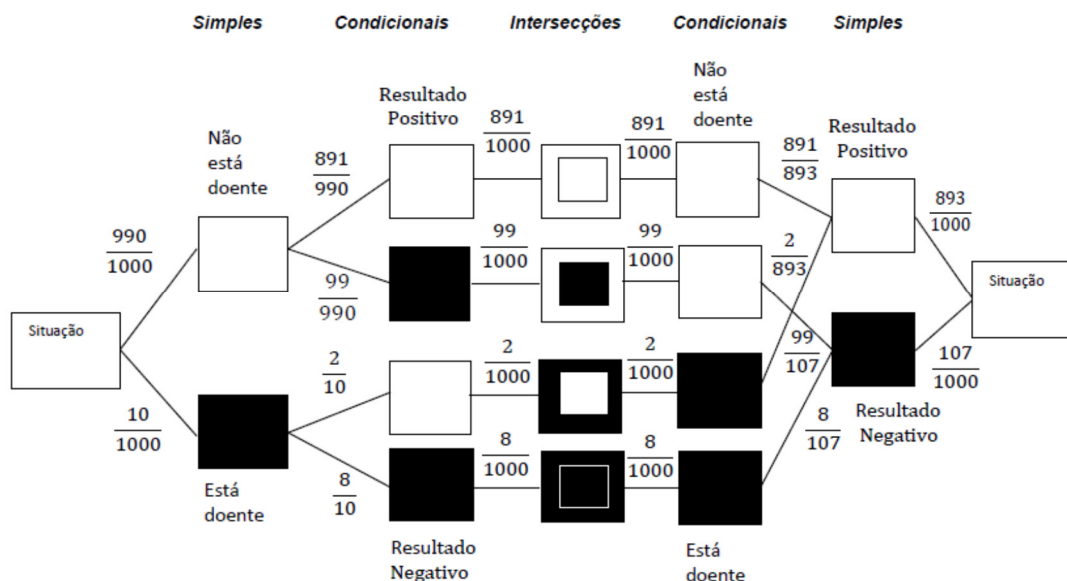 Simples Condicionais Intersecções Condicionais Simples
Não
está
doente
Resultado
Positivo
891
1000
891
1000
Resultado
Positivo
Não
está
doente
891
990
891
893
893
1000
990
1000
99
1000
99
1000
2
893
Situação
99
990
Situação
2
10
2
1000
2
1000
99
107
107
1000
10
1000
8
107
Resultado
Negativo
8
1000
8
1000
Está
doente
8
10
Resultado
Negativo
Está
doente